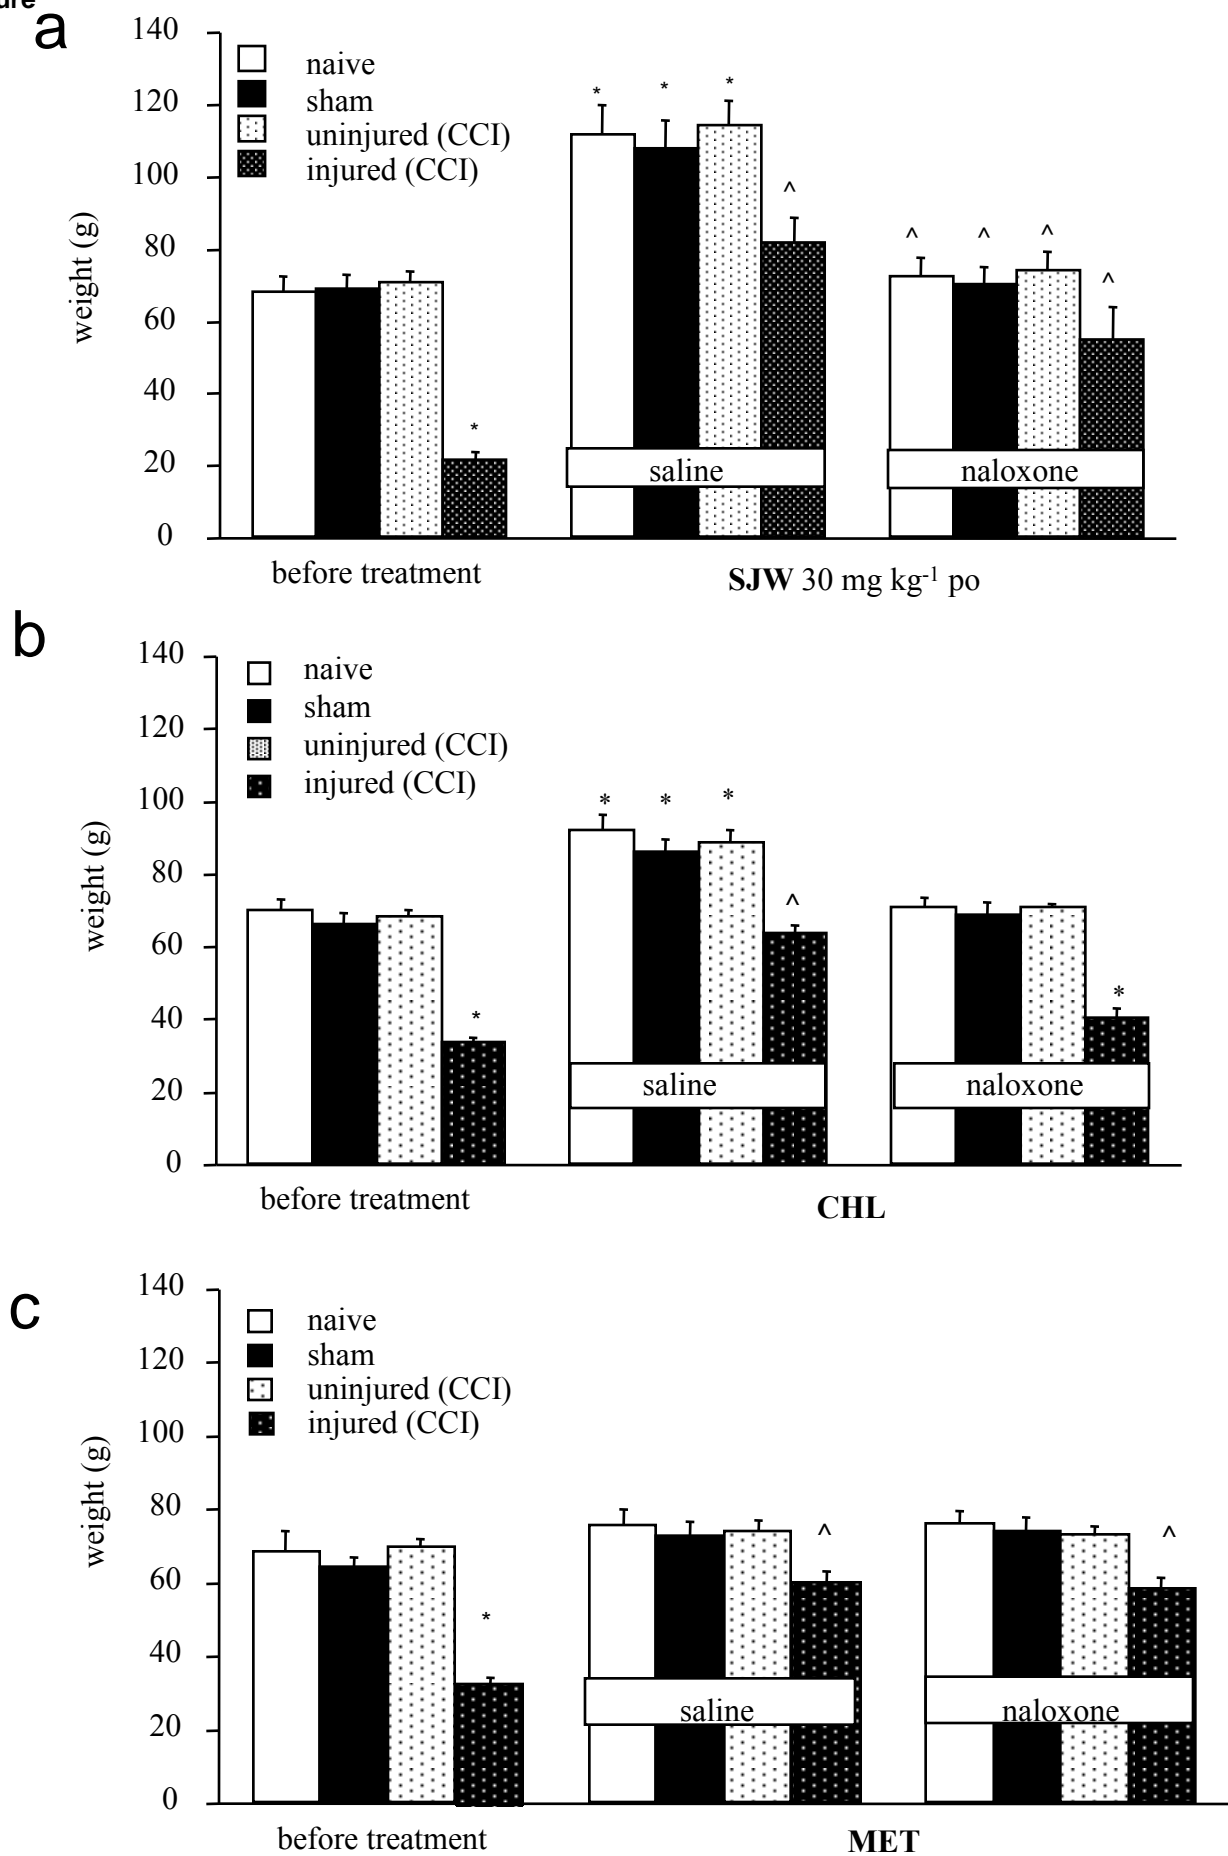 ure
a
140
120
100
80
60
40
20
0
weight (g)
naive
sham
uninjured (CCI)
injured (CCI)
* * *
^
^ ^ ^
^
*
saline
naloxone
before treatment
SJW 30 mg kg-1 po
b
140
120
100
80
60
40
20
0
weight (g)
naive
sham
uninjured (CCI)
injured (CCI)
* * *
^
*
*
saline
naloxone
before treatment
CHL
c
140
120
100
80
60
40
20
0
weight (g)
naive
sham
uninjured (CCI)
injured (CCI)
^ ^
*
saline
naloxone
before treatment
MET